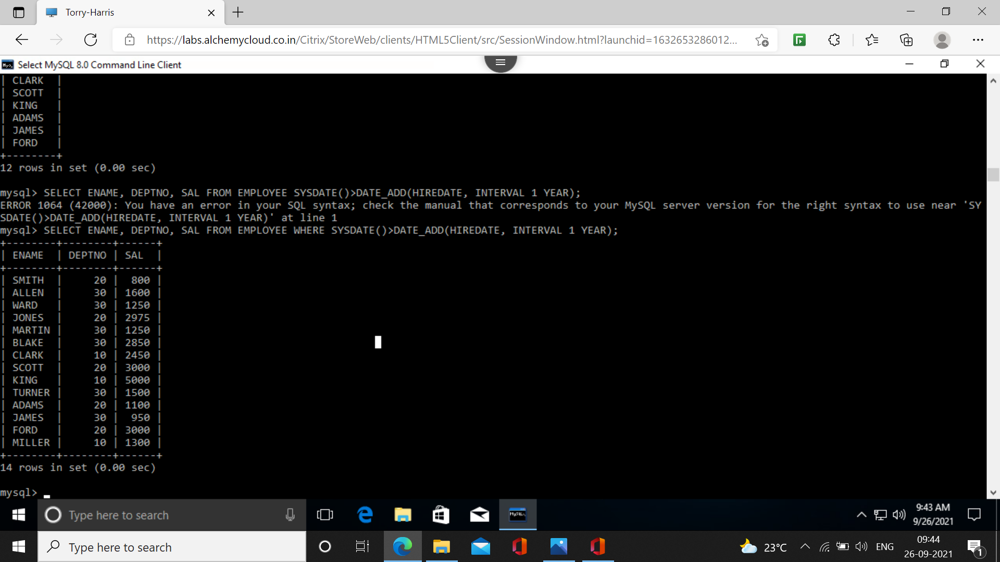 Torry-Harris
https://labs.alchemycloud.co.in/Citrix/StoreWeb/clients/HTML5Client/src/SessionWindow.html?launchid=1632653286012...
Select MySQL 8.0 Command Line Client
| CLARK  |
| SCOTT  |
| KING   |
| ADAMS  |
| JAMES  |
| FORD   |
+--------+
12 rows in set (0.00 sec)
mysql> SELECT ENAME, DEPTNO, SAL FROM EMPLOYEE SYSDATE()>DATE_ADD(HIREDATE, INTERVAL 1 YEAR);
ERROR 1064 (42000): You have an error in your SQL syntax; check the manual that corresponds to your MySQL server version for the right syntax to use near 'SY
SDATE()>DATE_ADD(HIREDATE, INTERVAL 1 YEAR)' at line 1
mysql> SELECT ENAME, DEPTNO, SAL FROM EMPLOYEE WHERE SYSDATE()>DATE_ADD(HIREDATE, INTERVAL 1 YEAR);
+--------+--------+------+
| ENAME  | DEPTNO | SAL  |
+--------+--------+------+
| SMITH  |     20 |  800 |
| ALLEN  |     30 | 1600 |
| WARD   |     30 | 1250 |
| JONES  |     20 | 2975 |
| MARTIN |     30 | 1250 |
| BLAKE  |     30 | 2850 |
| CLARK  |     10 | 2450 |
| SCOTT  |     20 | 3000 |
| KING   |     10 | 5000 |
| TURNER |     30 | 1500 |
| ADAMS  |     20 | 1100 |
| JAMES  |     30 |  950 |
| FORD   |     20 | 3000 |
| MILLER |     10 | 1300 |
+--------+--------+------+
14 rows in set (0.00 sec)
mysql>
Type here to search
9:43 AM
9/26/2021
Type here to search
23°C
ENG
09:44
26-09-2021
1